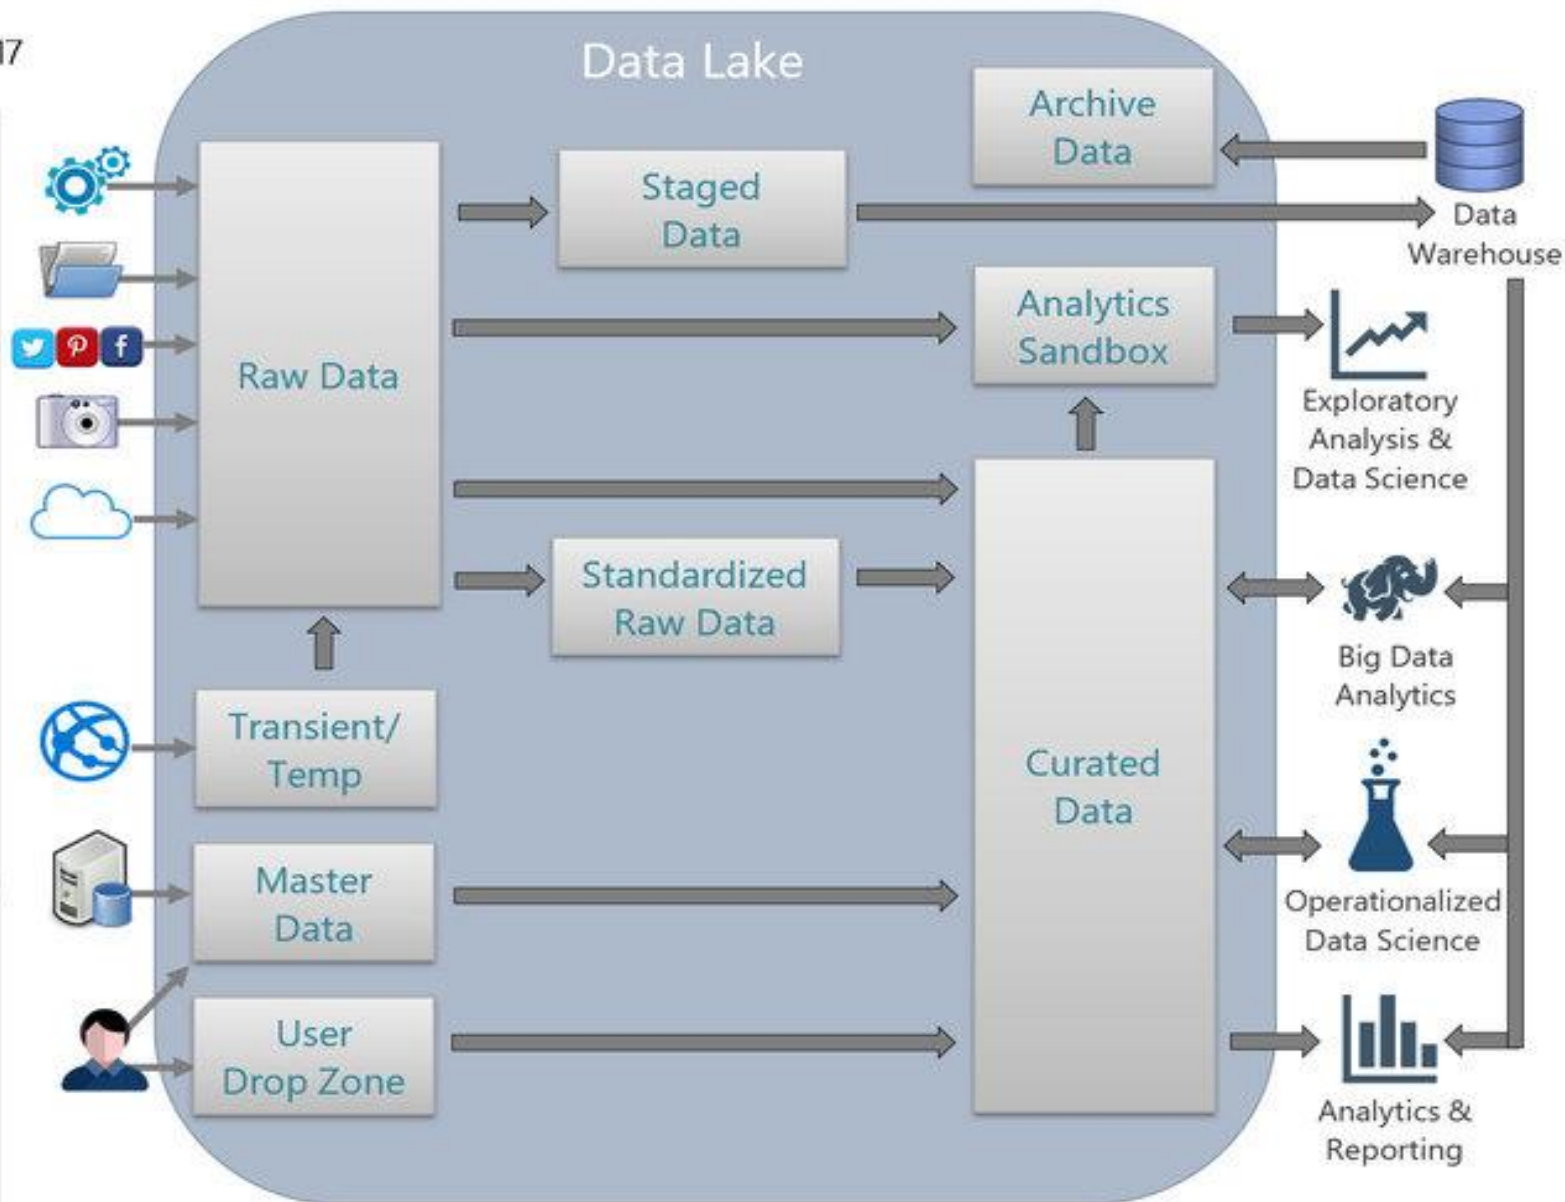 17
Data Lake
Archive
Data
Staged
Data
Data
Warehouse
Raw Data
Analytics
Sandbox
Exploratory
Analysis &
Data Science
Standardized
Raw Data
Big Data
Analytics
Transient/
Temp
Curated
Data
Master
Data
Operationalized
Data Science
User
Drop Zone
Analytics &
Reporting